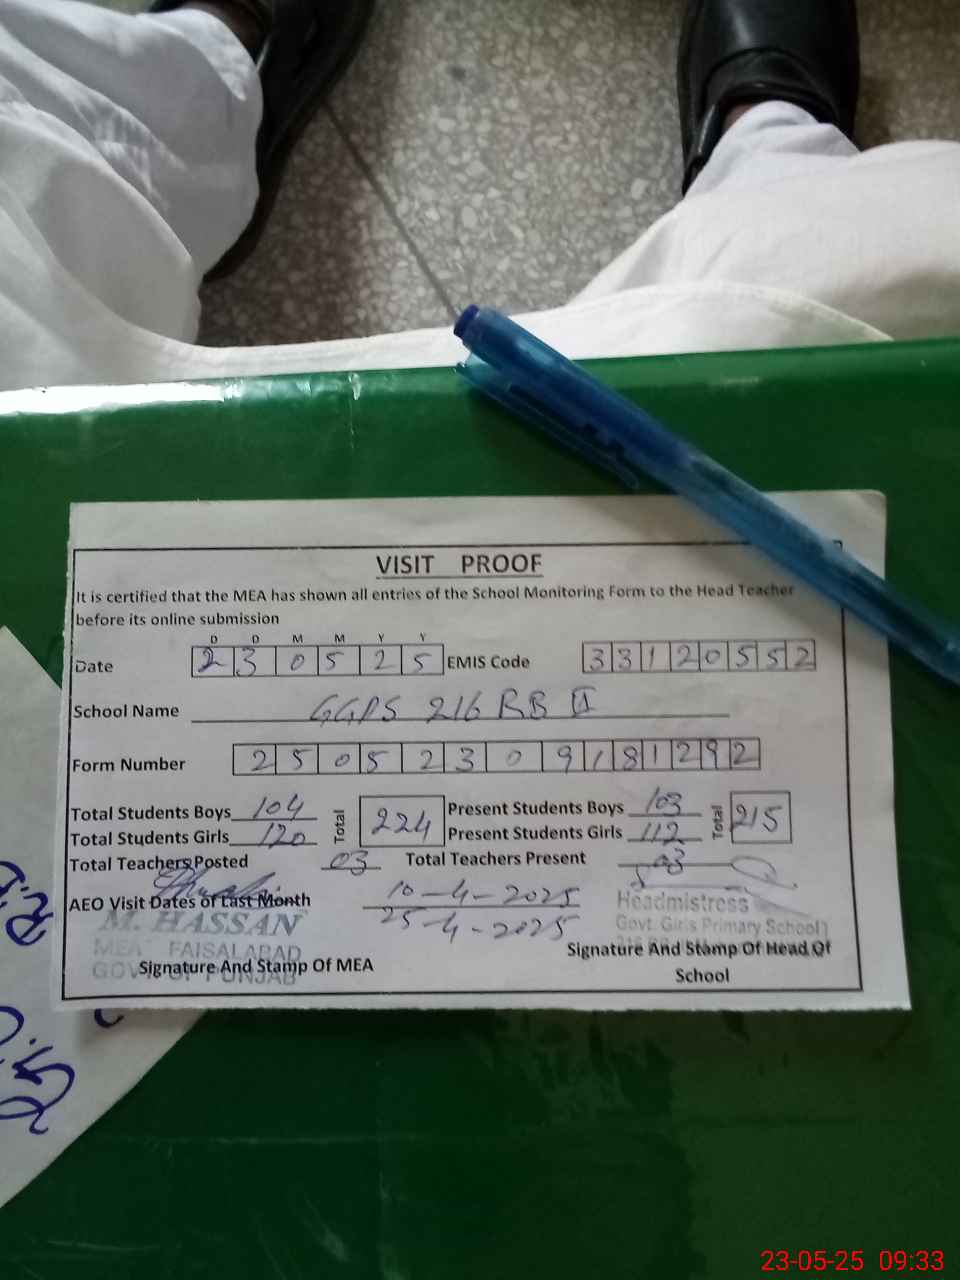 VISIT PROOF
It is certified that the MEA has shown all entries of the School Monitoring Form to the Head Teacher
before its online submission
D D M M Y Y
Date 2 3 0 5 2 5 EMIS Code 3 3 1 2 0 5 5 2
School Name GGPS 216 RB II
Form Number 2 5 0 5 2 3 0 9 1 8 1 2 9 2
Total Students Boys 104 Total 224 Present Students Boys 103 Total 215
Total Students Girls 120 Present Students Girls 112
Total Teachers Posted 03 Total Teachers Present 03
AEO Visit Dates of Last Month 10-4-2025
25-4-2025
M. HASSAN
MEA FAISALABAD
GOVT OF PUNJAB
Signature And Stamp Of MEA
Headmistress
Govt. Girls Primary School
Signature And Stamp Of Head Of
School
23-05-25 09:33